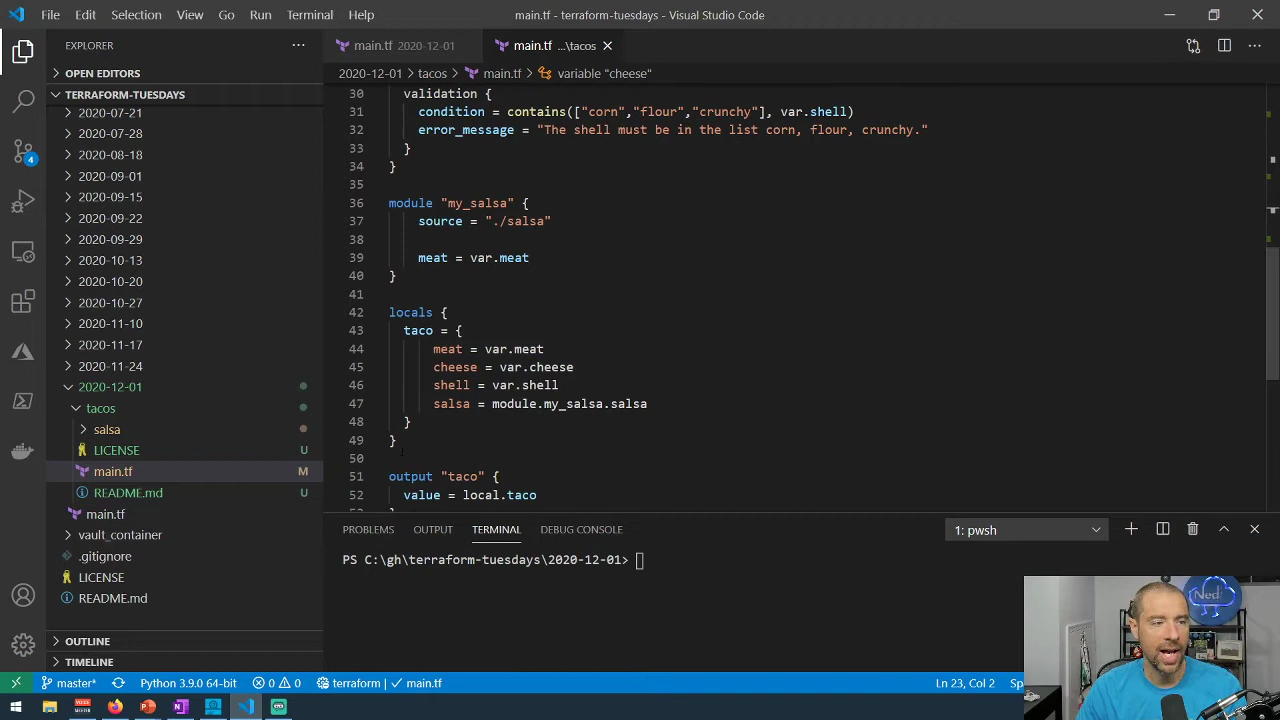 File Edit Selection View Go Run Terminal Help main.tf - terraform-tuesdays - Visual Studio Code
EXPLORER
main.tf 2020-12-01
main.tf ...\tacos
OPEN EDITORS
2020-12-01 > tacos > main.tf > variable "cheese"
TERRAFORM-TUESDAYS
2020-07-21
2020-07-28
2020-08-18
2020-09-01
2020-09-15
2020-09-22
2020-09-29
2020-10-13
2020-10-20
2020-10-27
2020-11-10
2020-11-17
2020-11-24
2020-12-01
tacos
salsa
LICENSE U
main.tf M
README.md U
main.tf
vault_container
.gitignore
LICENSE
README.md
OUTLINE
TIMELINE
30 validation {
31 condition = contains(["corn","flour","crunchy"], var.shell)
32 error_message = "The shell must be in the list corn, flour, crunchy."
33 }
34 }
35
36 module "my_salsa" {
37 source = "./salsa"
38
39 meat = var.meat
40 }
41
42 locals {
43 taco = {
44 meat = var.meat
45 cheese = var.cheese
46 shell = var.shell
47 salsa = module.my_salsa.salsa
48 }
49 }
50
51 output "taco" {
52 value = local.taco
PROBLEMS OUTPUT TERMINAL DEBUG CONSOLE 1: pwsh
PS C:\gh\terraform-tuesdays\2020-12-01>
Ned
4
master* Python 3.9.0 64-bit 0 0 terraform | main.tf Ln 23, Col 2